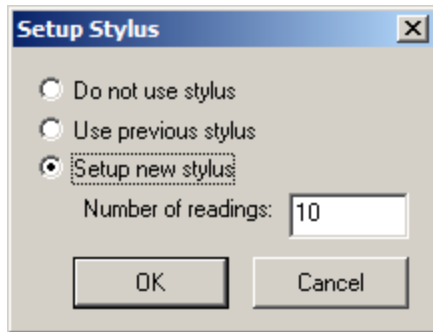 Setup Stylus
Do not use stylus
Use previous stylus
Setup new stylus
Number of readings: 10
OK Cancel